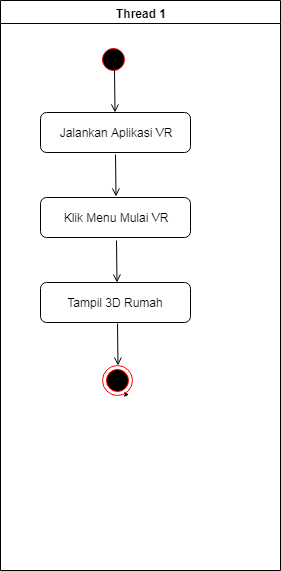 Thread 1
Jalankan Aplikasi VR
Klik Menu Mulai VR
Tampil 3D Rumah